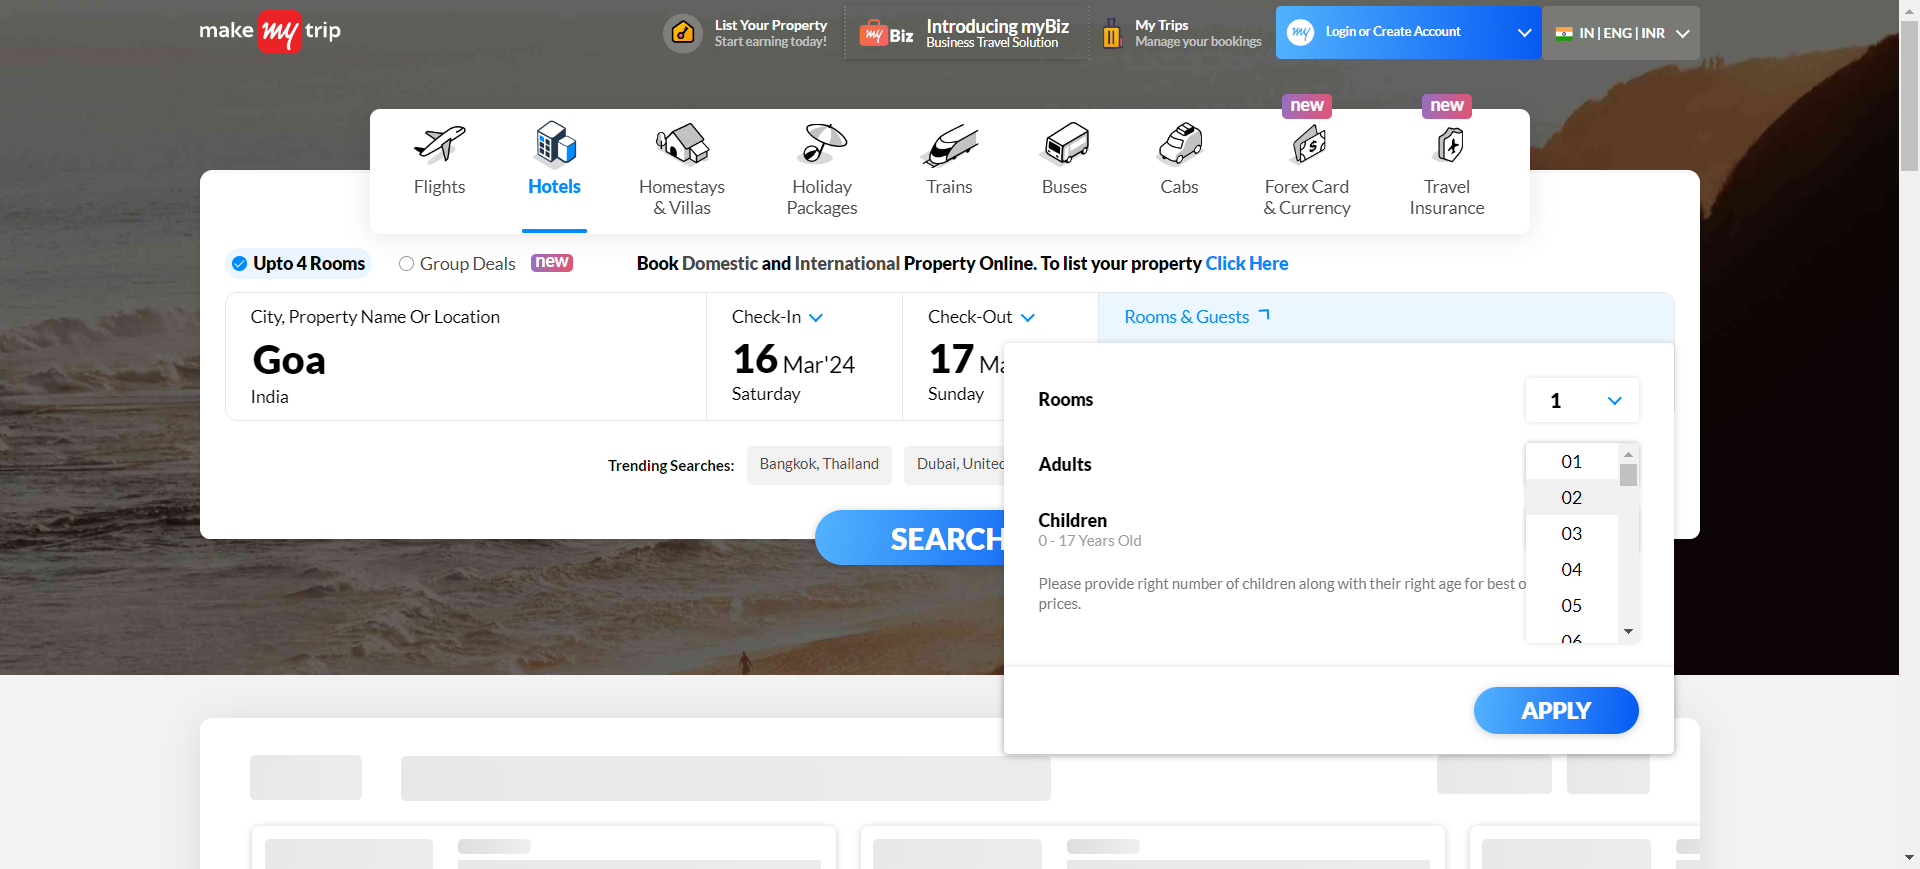 make my trip
List Your Property
Start earning today!
my Biz
Introducing myBiz
Business Travel Solution
My Trips
Manage your bookings
my Login or Create Account
IN | ENG | INR
new
new
Flights
Hotels
Homestays
& Villas
Holiday
Packages
Trains
Buses
Cabs
Forex Card
& Currency
Travel
Insurance
Upto 4 Rooms
Group Deals
new
Book Domestic and International Property Online. To list your property Click Here
City, Property Name Or Location
Goa
India
Check-In
16 Mar'24
Saturday
Check-Out
17
Sunday
Rooms & Guests
Rooms
1
Adults
01
02
03
04
05
06
Children
0 - 17 Years Old
Please provide right number of children along with their right age for best
prices.
APPLY
Trending Searches:
Bangkok, Thailand
Dubai,
SEARCH